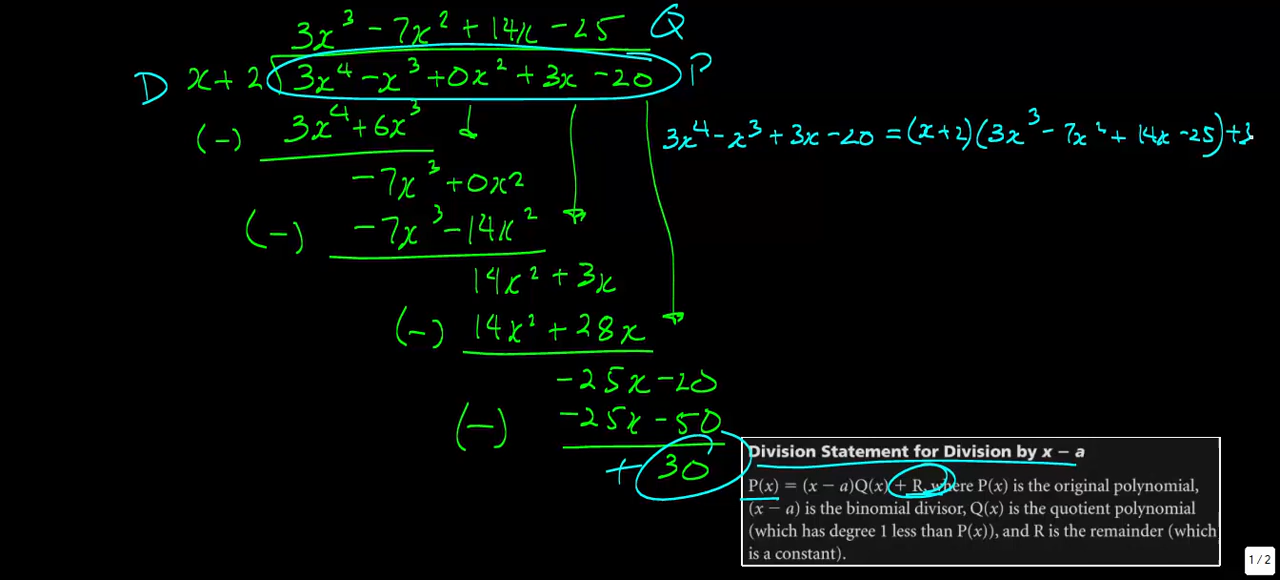 3x³ - 7x² + 14x - 25 Q
D x + 2 3x⁴ - x³ + 0x² + 3x - 20 P
(-) 3x⁴ + 6x³
3x⁴ - x³ + 3x - 20 = (x+2)(3x³ - 7x² + 14x - 25) + 3
-7x³ + 0x²
(-) -7x³ - 14x²
14x² + 3x
(-) 14x² + 28x
-25x - 20
(-) -25x - 50
+ 30
Division Statement for Division by x − a
P(x) = (x − a)Q(x) + R, where P(x) is the original polynomial,
(x − a) is the binomial divisor, Q(x) is the quotient polynomial
(which has degree 1 less than P(x)), and R is the remainder (which
is a constant).
1 / 2